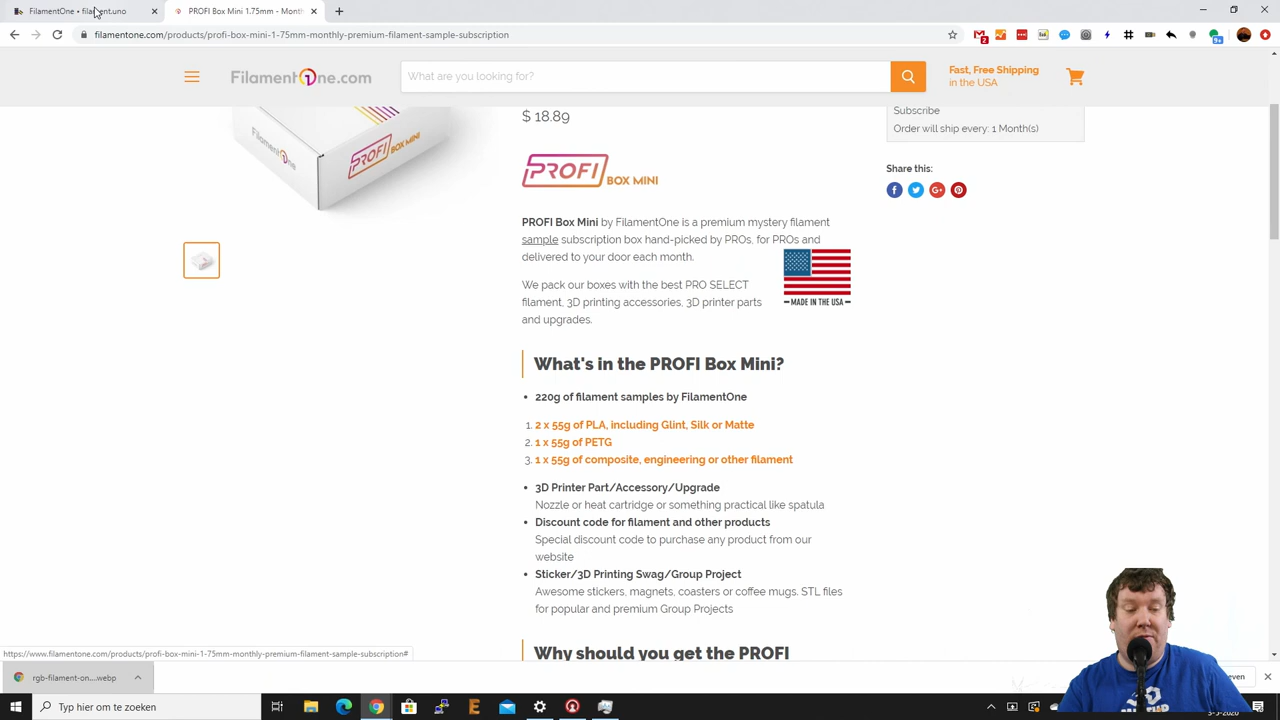 FilamentOne • filament.uno
PROFI Box Mini 1.75mm - Month
filamentone.com/products/profi-box-mini-1-75mm-monthly-premium-filament-sample-subscription
2
9+
FilamentOne.com
What are you looking for?
Fast, Free Shipping
in the USA
$ 18.89
Subscribe
Order will ship every: 1 Month(s)
FilamentOne
PROFI BOX MINI
PROFI BOX MINI
Share this:
PROFI Box Mini by FilamentOne is a premium mystery filament
sample subscription box hand-picked by PROs, for PROs and
delivered to your door each month.
MADE IN THE USA
We pack our boxes with the best PRO SELECT
filament, 3D printing accessories, 3D printer parts
and upgrades.
What's in the PROFI Box Mini?
• 220g of filament samples by FilamentOne
1. 2 x 55g of PLA, including Glint, Silk or Matte
2. 1 x 55g of PETG
3. 1 x 55g of composite, engineering or other filament
• 3D Printer Part/Accessory/Upgrade
Nozzle or heat cartridge or something practical like spatula
• Discount code for filament and other products
Special discount code to purchase any product from our
website
• Sticker/3D Printing Swag/Group Project
Awesome stickers, magnets, coasters or coffee mugs. STL files
for popular and premium Group Projects
Why should you get the PROFI
https://www.filamentone.com/products/profi-box-mini-1-75mm-monthly-premium-filament-sample-subscription#
rgb-filament-on....webp
Typ hier om te zoeken
3-5-2020